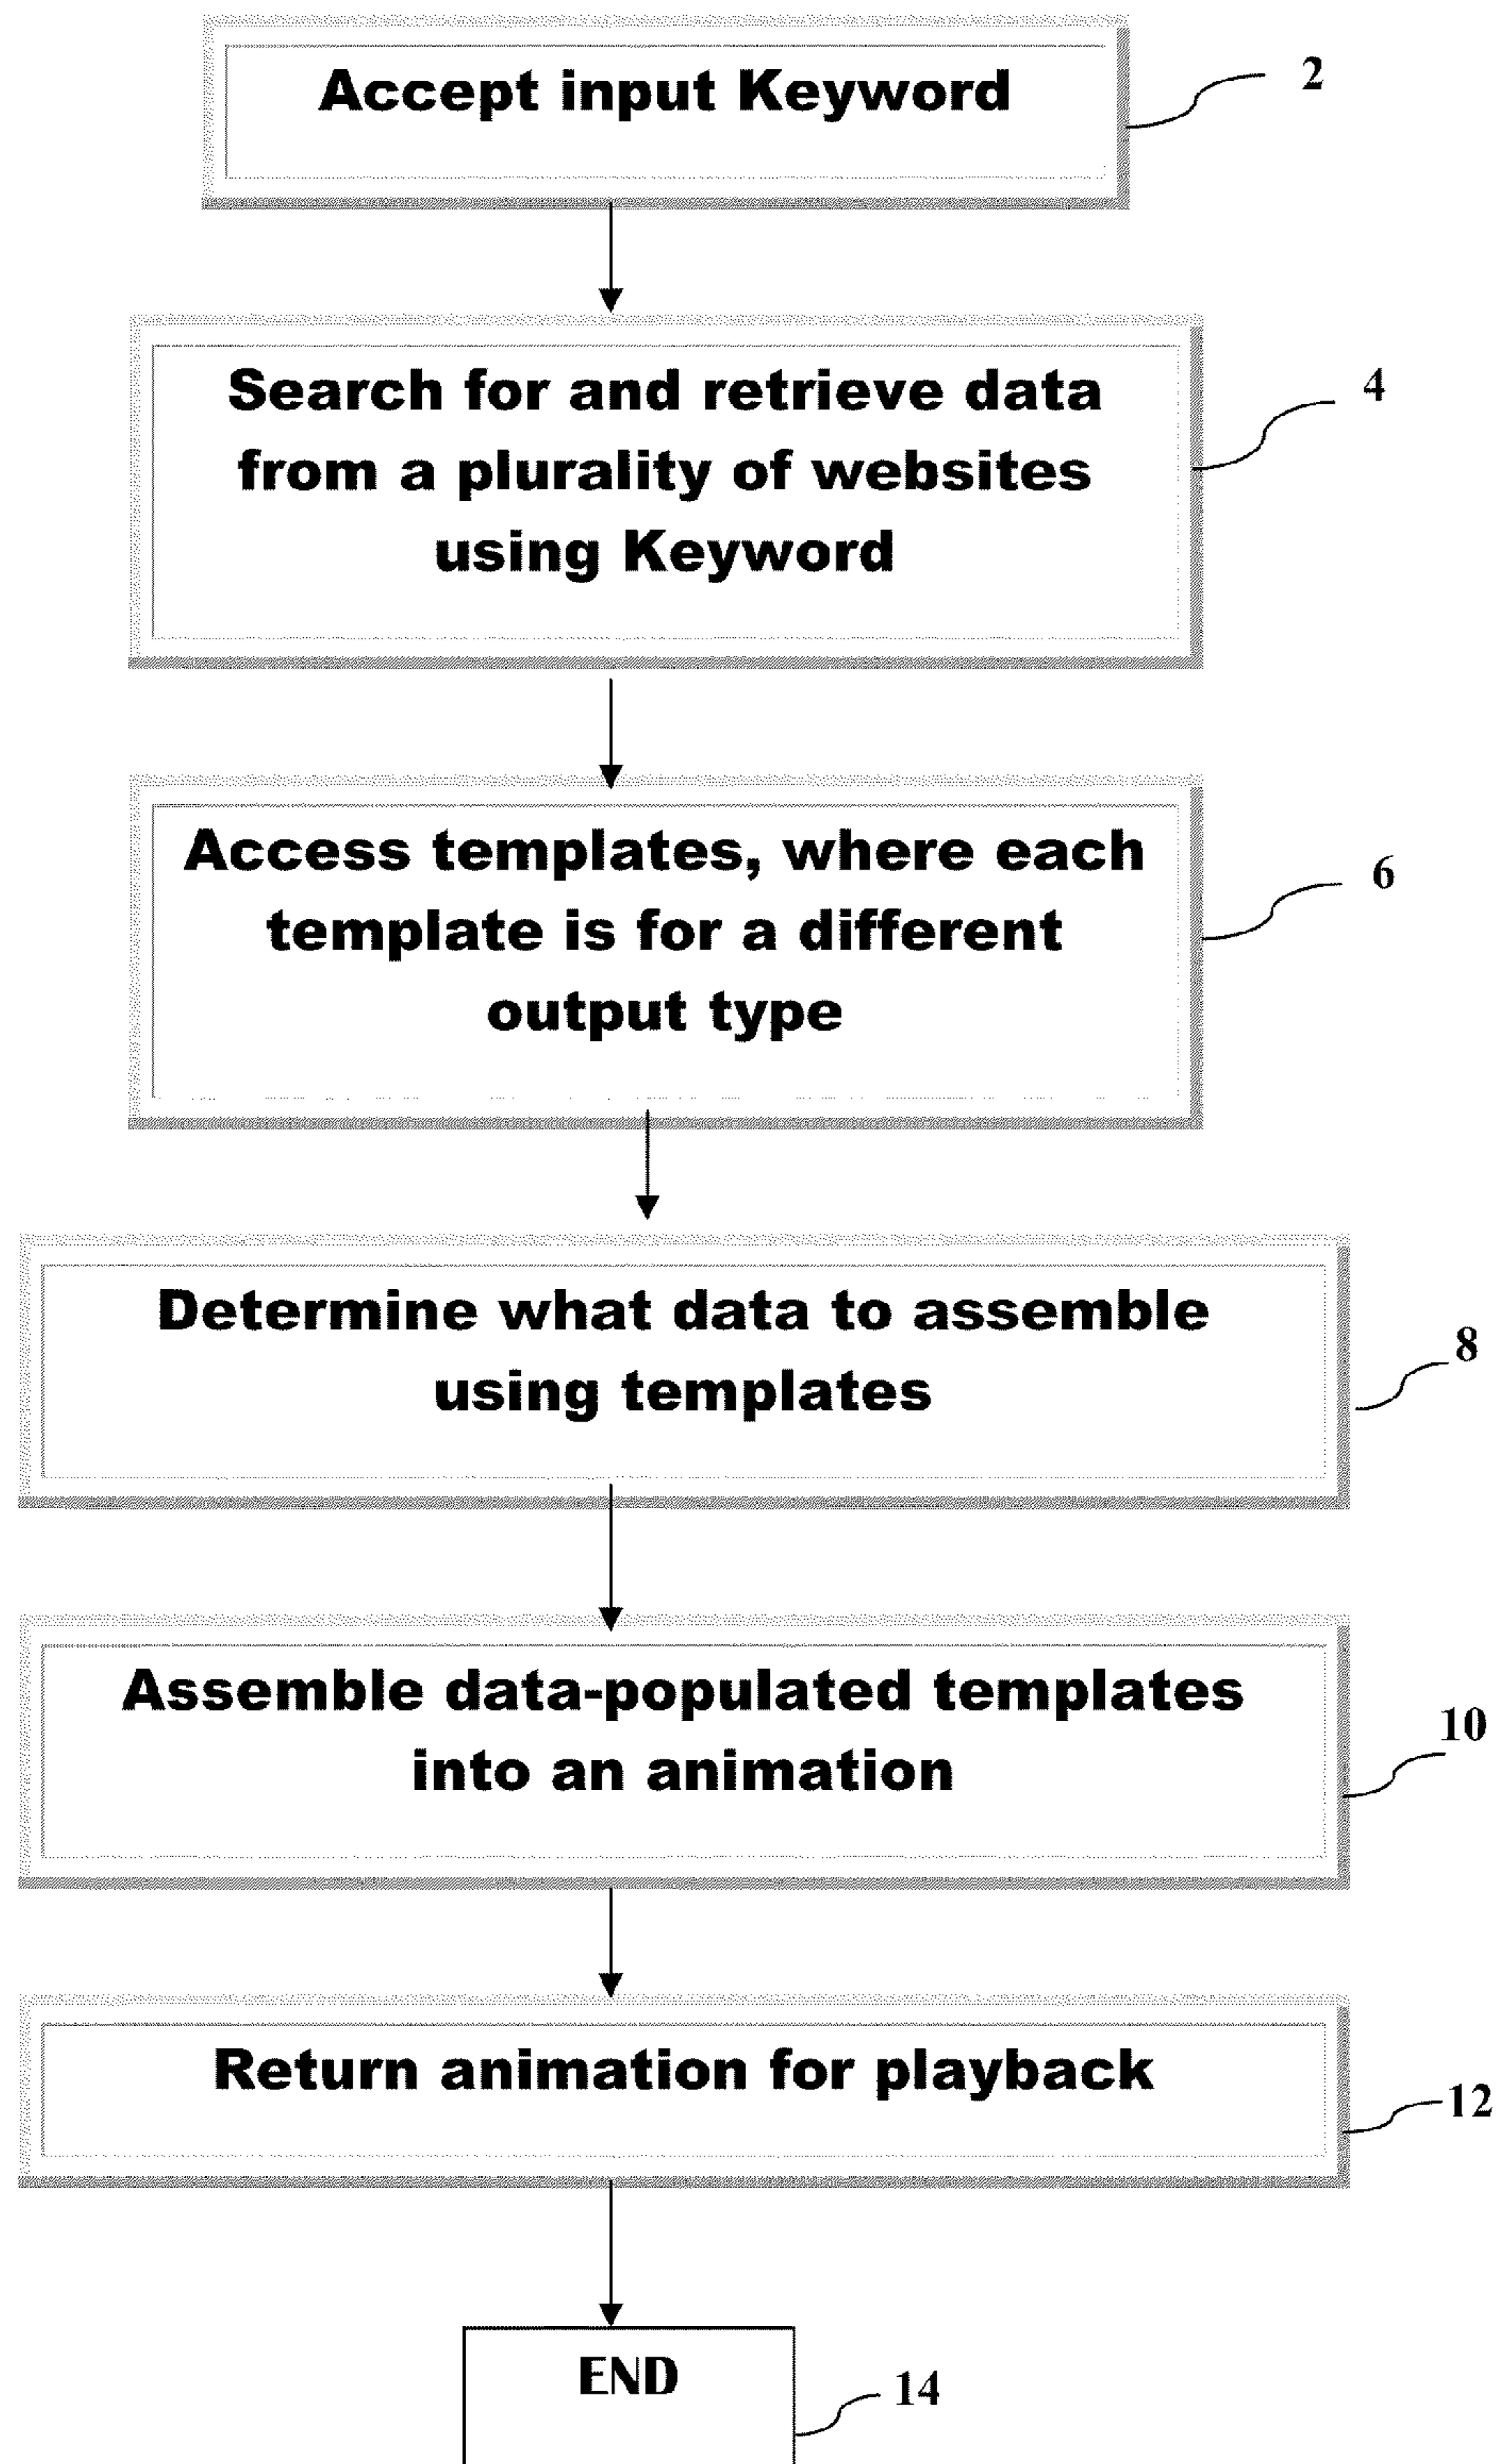 Accept input Keyword
2
Search for and retrieve data
from a plurality of websites
using Keyword
4
Access templates, where each
template is for a different
output type
6
Determine what data to assemble
using templates
8
Assemble data-populated templates
into an animation
10
Return animation for playback
12
END
14